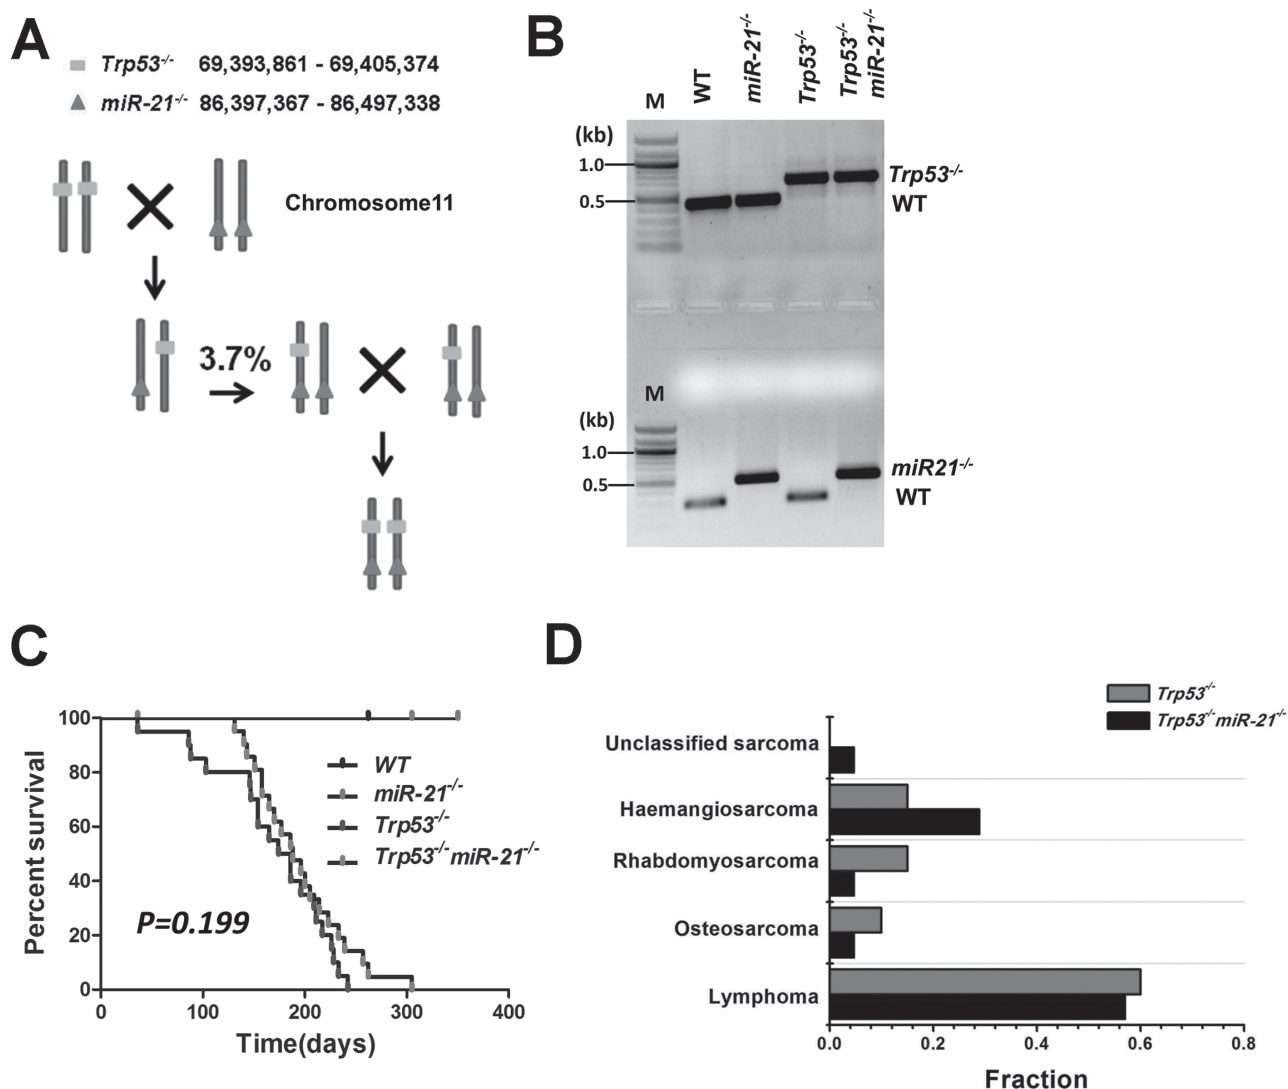 A
Trp53-/- 69,393,861 - 69,405,374
miR-21-/- 86,397,367 - 86,497,338
Chromosome11
3.7%
B
M
WT
miR-21-/-
Trp53-/-
Trp53-/-
miR-21-/-
(kb)
1.0
0.5
Trp53-/-
WT
M
(kb)
1.0
0.5
miR21-/-
WT
C
Percent survival
100
80
60
40
20
0
0 100 200 300 400
Time(days)
WT
miR-21-/-
Trp53-/-
Trp53-/-miR-21-/-
P=0.199
D
Trp53-/-
Trp53-/-miR-21-/-
Unclassified sarcoma
Haemangiosarcoma
Rhabdomyosarcoma
Osteosarcoma
Lymphoma
0.0 0.2 0.4 0.6 0.8
Fraction